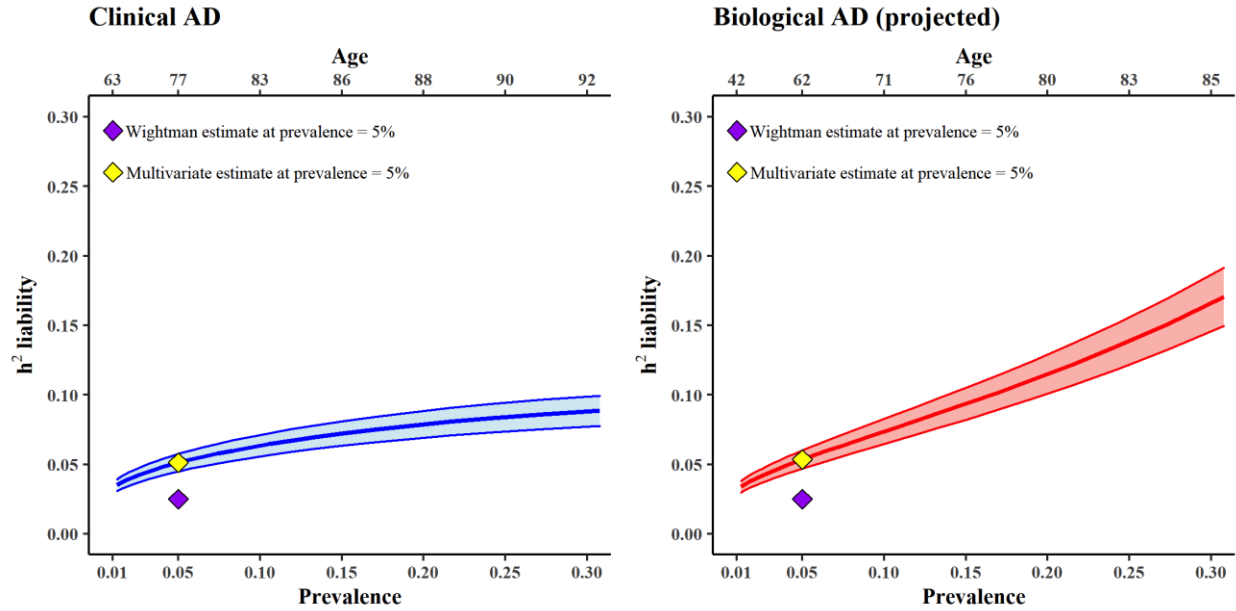 Clinical AD
Age
63 77 83 86 88 90 92
0.30
Wightman estimate at prevalence = 5%
Multivariate estimate at prevalence = 5%
0.25
0.20
h² liability
0.15
0.10
0.05
0.00
0.01 0.05 0.10 0.15 0.20 0.25 0.30
Prevalence
Biological AD (projected)
Age
42 62 71 76 80 83 85
0.30
Wightman estimate at prevalence = 5%
Multivariate estimate at prevalence = 5%
0.25
0.20
h² liability
0.15
0.10
0.05
0.00
0.01 0.05 0.10 0.15 0.20 0.25 0.30
Prevalence